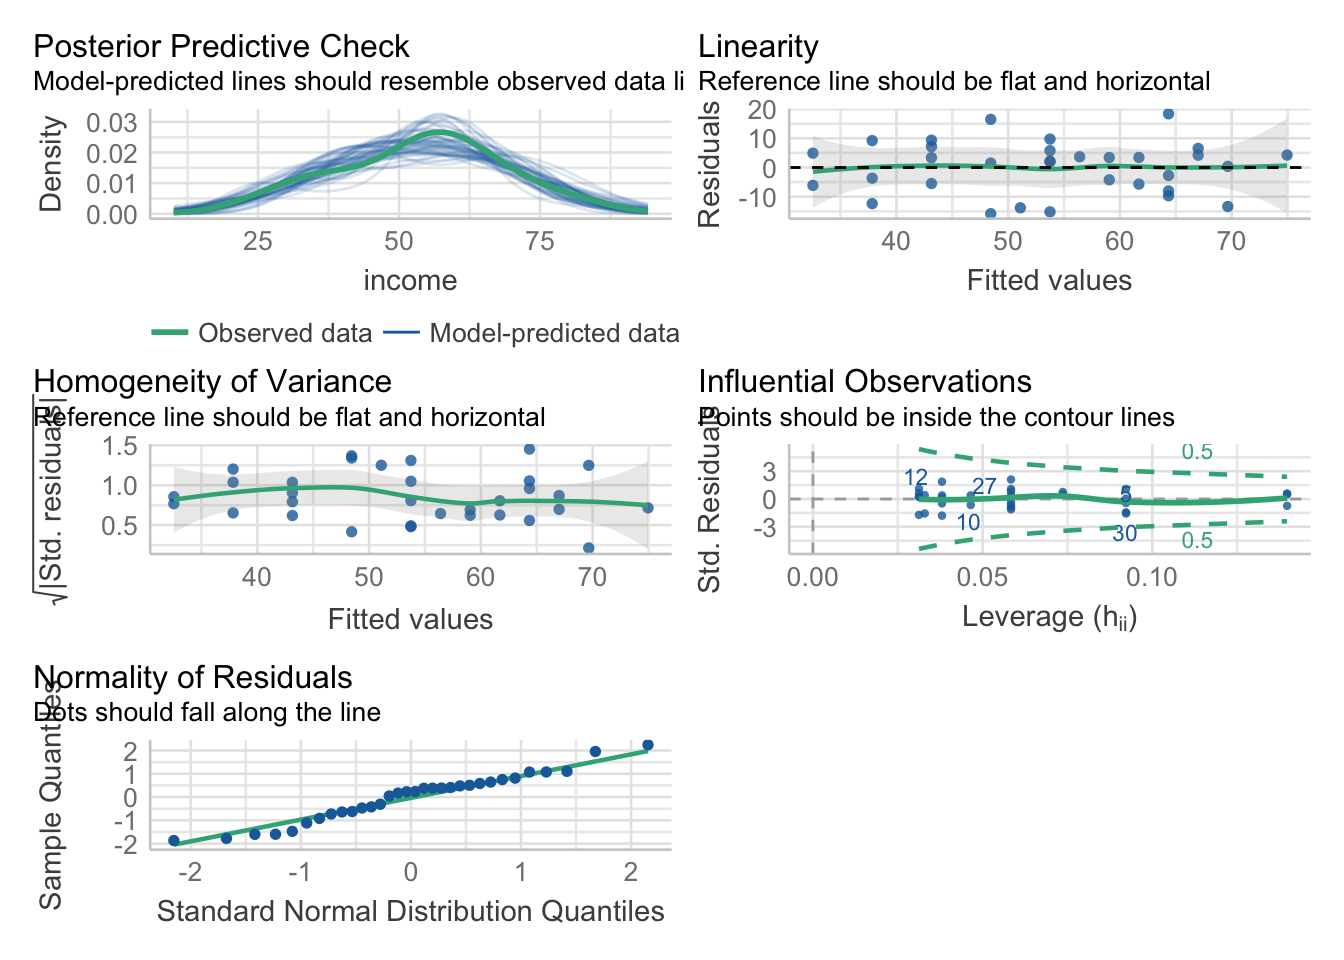 Posterior Predictive Check
Model-predicted lines should resemble observed data li
Density
0.03
0.02
0.01
0.00
25 50 75
income
Observed data Model-predicted data
Linearity
Reference line should be flat and horizontal
Residuals
20
10
0
-10
40 50 60 70
Fitted values
Homogeneity of Variance
Reference line should be flat and horizontal
√|Std. residuals|
1.5
1.0
0.5
40 50 60 70
Fitted values
Influential Observations
Points should be inside the contour lines
Std. Residuals
3
0
-3
0.5
12
27
10
30
0.5
0.00 0.05 0.10
Leverage (hii)
Normality of Residuals
Dots should fall along the line
Sample Quantiles
2
1
0
-1
-2
-2 -1 0 1 2
Standard Normal Distribution Quantiles